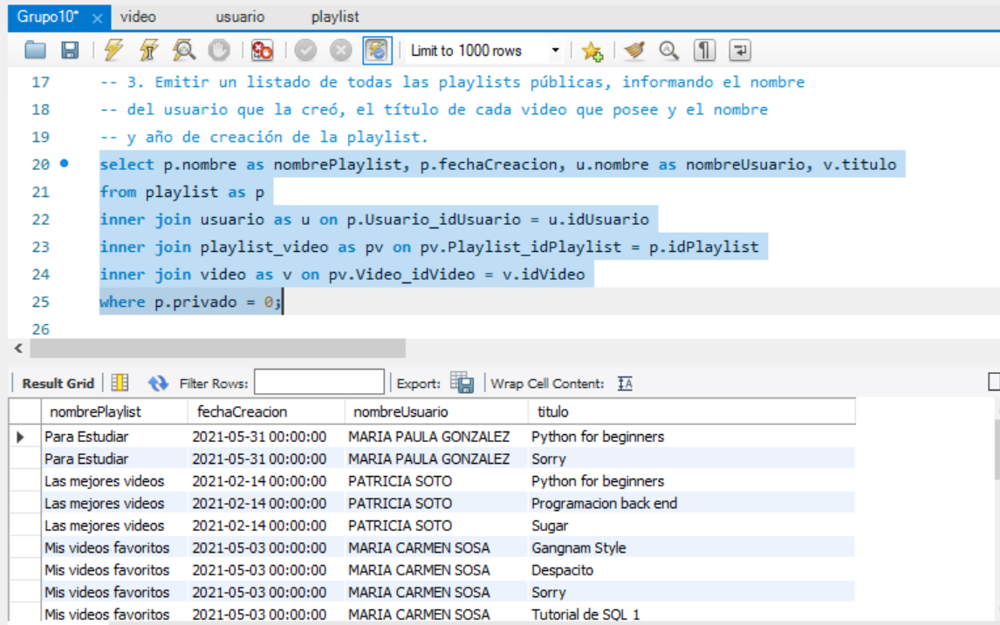 Grupo10* × video usuario playlist
Limit to 1000 rows
17 -- 3. Emitir un listado de todas las playlists públicas, informando el nombre
18 -- del usuario que la creó, el título de cada video que posee y el nombre
19 -- y año de creación de la playlist.
20 select p.nombre as nombrePlaylist, p.fechaCreacion, u.nombre as nombreUsuario, v.titulo
21 from playlist as p
22 inner join usuario as u on p.Usuario_idUsuario = u.idUsuario
23 inner join playlist_video as pv on pv.Playlist_idPlaylist = p.idPlaylist
24 inner join video as v on pv.Video_idVideo = v.idVideo
25 where p.privado = 0;
26
Result Grid Filter Rows: Export: Wrap Cell Content: IA
nombrePlaylist fechaCreacion nombreUsuario titulo
Para Estudiar 2021-05-31 00:00:00 MARIA PAULA GONZALEZ Python for beginners
Para Estudiar 2021-05-31 00:00:00 MARIA PAULA GONZALEZ Sorry
Las mejores videos 2021-02-14 00:00:00 PATRICIA SOTO Python for beginners
Las mejores videos 2021-02-14 00:00:00 PATRICIA SOTO Programacion back end
Las mejores videos 2021-02-14 00:00:00 PATRICIA SOTO Sugar
Mis videos favoritos 2021-05-03 00:00:00 MARIA CARMEN SOSA Gangnam Style
Mis videos favoritos 2021-05-03 00:00:00 MARIA CARMEN SOSA Despacito
Mis videos favoritos 2021-05-03 00:00:00 MARIA CARMEN SOSA Sorry
Mis videos favoritos 2021-05-03 00:00:00 MARIA CARMEN SOSA Tutorial de SQL 1